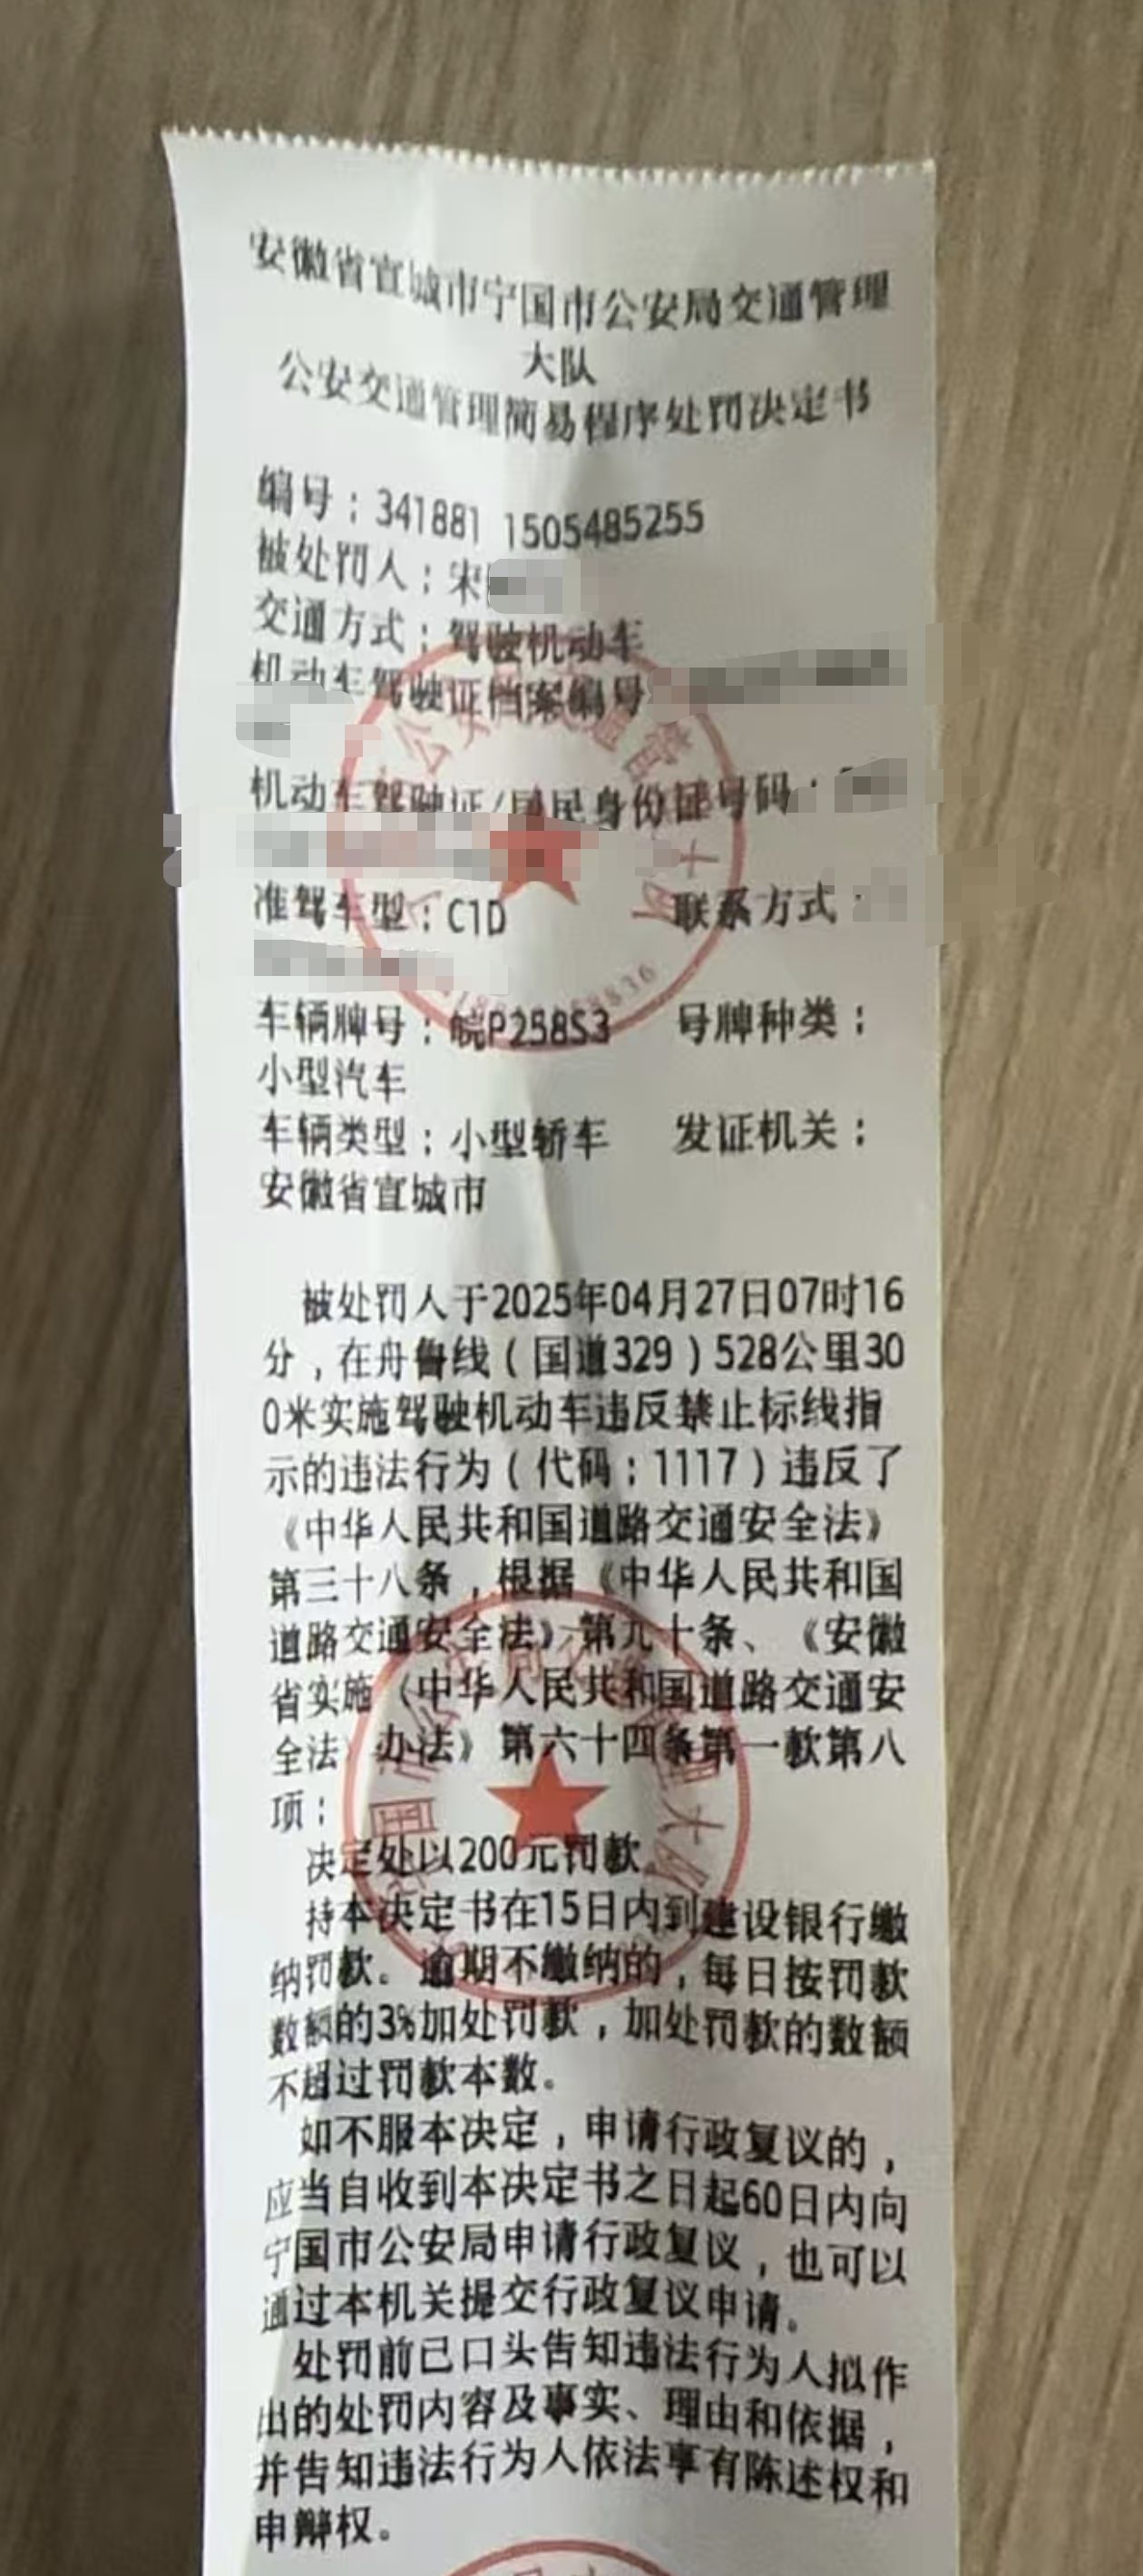 安徽省宣城市宁国市公安局交通管理
大队
公安交通管理简易程序处罚决定书
编号：341881 1505485255
被处罚人：宋
交通方式：驾驶机动车
机动车驾驶证档案编号
机动车驾驶证/居民身份证号码：
准驾车型：C1D 联系方式：
车辆牌号：皖P258S3 号牌种类：
小型汽车
车辆类型：小型轿车 发证机关：
安徽省宣城市
被处罚人于2025年04月27日07时16
分，在舟鲁线（国道329）528公里30
0米实施驾驶机动车违反禁止标线指
示的违法行为（代码：1117）违反了
《中华人民共和国道路交通安全法》
第三十八条，根据《中华人民共和国
道路交通安全法》第九十条、《安徽
省实施〈中华人民共和国道路交通安
全法〉办法》第六十四条第一款第八
项：
决定处以200元罚款
持本决定书在15日内到建设银行缴
纳罚款。逾期不缴纳的，每日按罚款
数额的3%加处罚款，加处罚款的数额
不超过罚款本数。
如不服本决定，申请行政复议的，
应当自收到本决定书之日起60日内向
宁国市公安局申请行政复议，也可以
通过本机关提交行政复议申请。
处罚前已口头告知违法行为人拟作
出的处罚内容及事实、理由和依据，
并告知违法行为人依法享有陈述权和
申辩权。